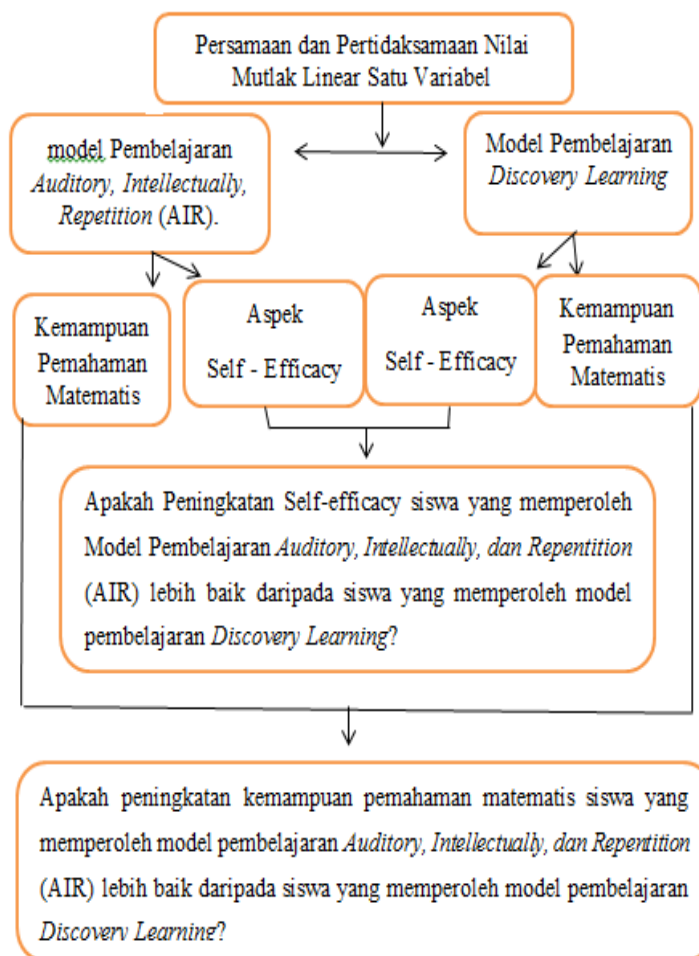 Persamaan dan Pertidaksamaan Nilai
Mutlak Linear Satu Variabel
model Pembelajaran
Auditory, Intellectually,
Repetition (AIR).
Model Pembelajaran
Discovery Learning
Kemampuan
Pemahaman
Matematis
Aspek
Self - Efficacy
Aspek
Self - Efficacy
Kemampuan
Pemahaman
Matematis
Apakah Peningkatan Self-efficacy siswa yang memperoleh
Model Pembelajaran Auditory, Intellectually, dan Repentition
(AIR) lebih baik daripada siswa yang memperoleh model
pembelajaran Discovery Learning?
Apakah peningkatan kemampuan pemahaman matematis siswa yang
memperoleh model pembelajaran Auditory, Intellectually, dan Repentition
(AIR) lebih baik daripada siswa yang memperoleh model pembelajaran
Discovery Learning?